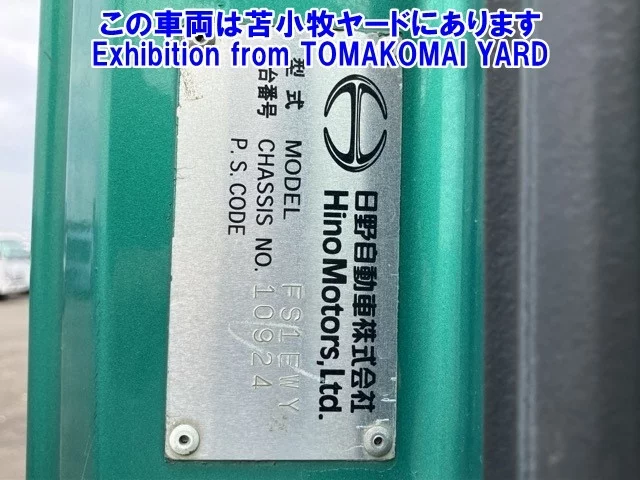 この車両は苫小牧ヤードにあります
Exhibition from TOMAKOMAI YARD
日野自動車株式会社
Hino Motors, Ltd.
型式 MODEL FS1EWY
台番号 CHASSIS NO. 10924
P.S.CODE